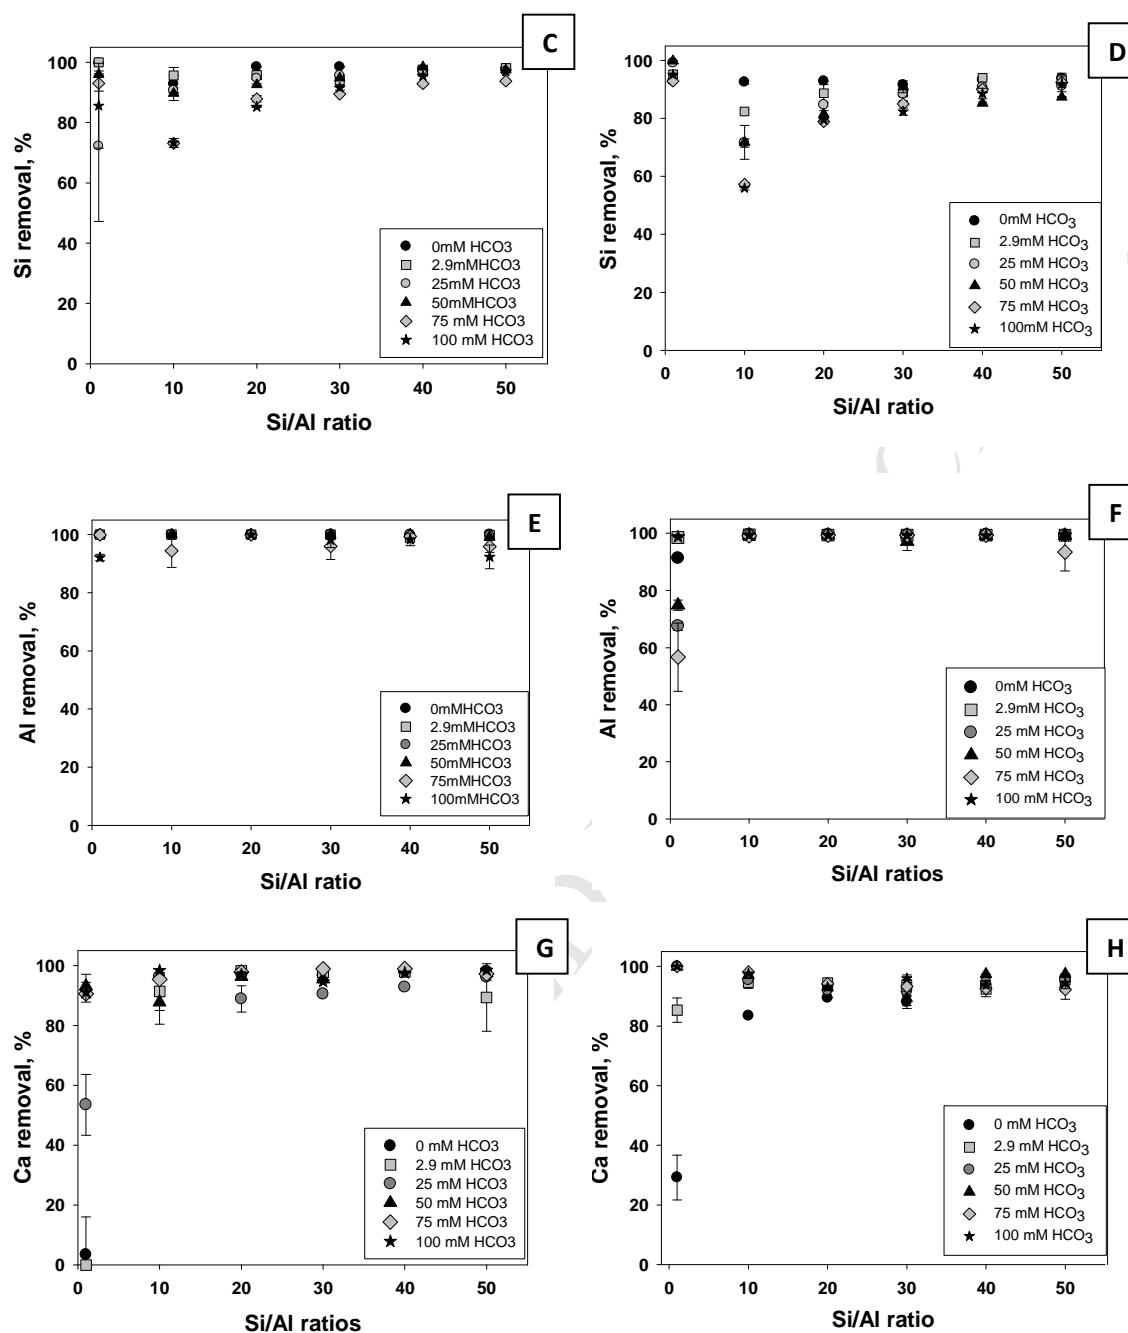 C
100
80
60
40
20
0
Si removal, %
0mM HCO3
2.9mMHCO3
25mM HCO3
50mMHCO3
75 mM HCO3
100 mM HCO3
0 10 20 30 40 50
Si/Al ratio
D
100
80
60
40
20
0
Si removal, %
0mM HCO3
2.9mM HCO3
25 mM HCO3
50 mM HCO3
75 mM HCO3
100mM HCO3
0 10 20 30 40 50
Si/Al ratio
E
100
80
60
40
20
0
Al removal, %
0mMHCO3
2.9mMHCO3
25mMHCO3
50mMHCO3
75mMHCO3
100mMHCO3
0 10 20 30 40 50
Si/Al ratio
F
100
80
60
40
20
0
Al removal, %
0mM HCO3
2.9mM HCO3
25 mM HCO3
50 mM HCO3
75 mM HCO3
100 mM HCO3
0 10 20 30 40 50
Si/Al ratios
G
100
80
60
40
20
0
Ca removal, %
0 mM HCO3
2.9 mM HCO3
25 mM HCO3
50 mM HCO3
75 mM HCO3
100 mM HCO3
0 10 20 30 40 50
Si/Al ratios
H
100
80
60
40
20
0
Ca removal, %
0 mM HCO3
2.9 mM HCO3
25 mM HCO3
50 mM HCO3
75 mM HCO3
100 mM HCO3
0 10 20 30 40 50
Si/Al ratio